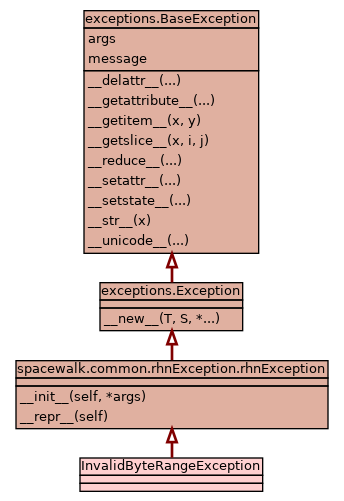 exceptions.BaseException
args
message
__delattr__(...)
__getattribute__(...)
__getitem__(x, y)
__getslice__(x, i, j)
__reduce__(...)
__setattr__(...)
__setstate__(...)
__str__(x)
__unicode__(...)
exceptions.Exception
__new__(T, S, *...)
spacewalk.common.rhnException.rhnException
__init__(self, *args)
__repr__(self)
InvalidByteRangeException